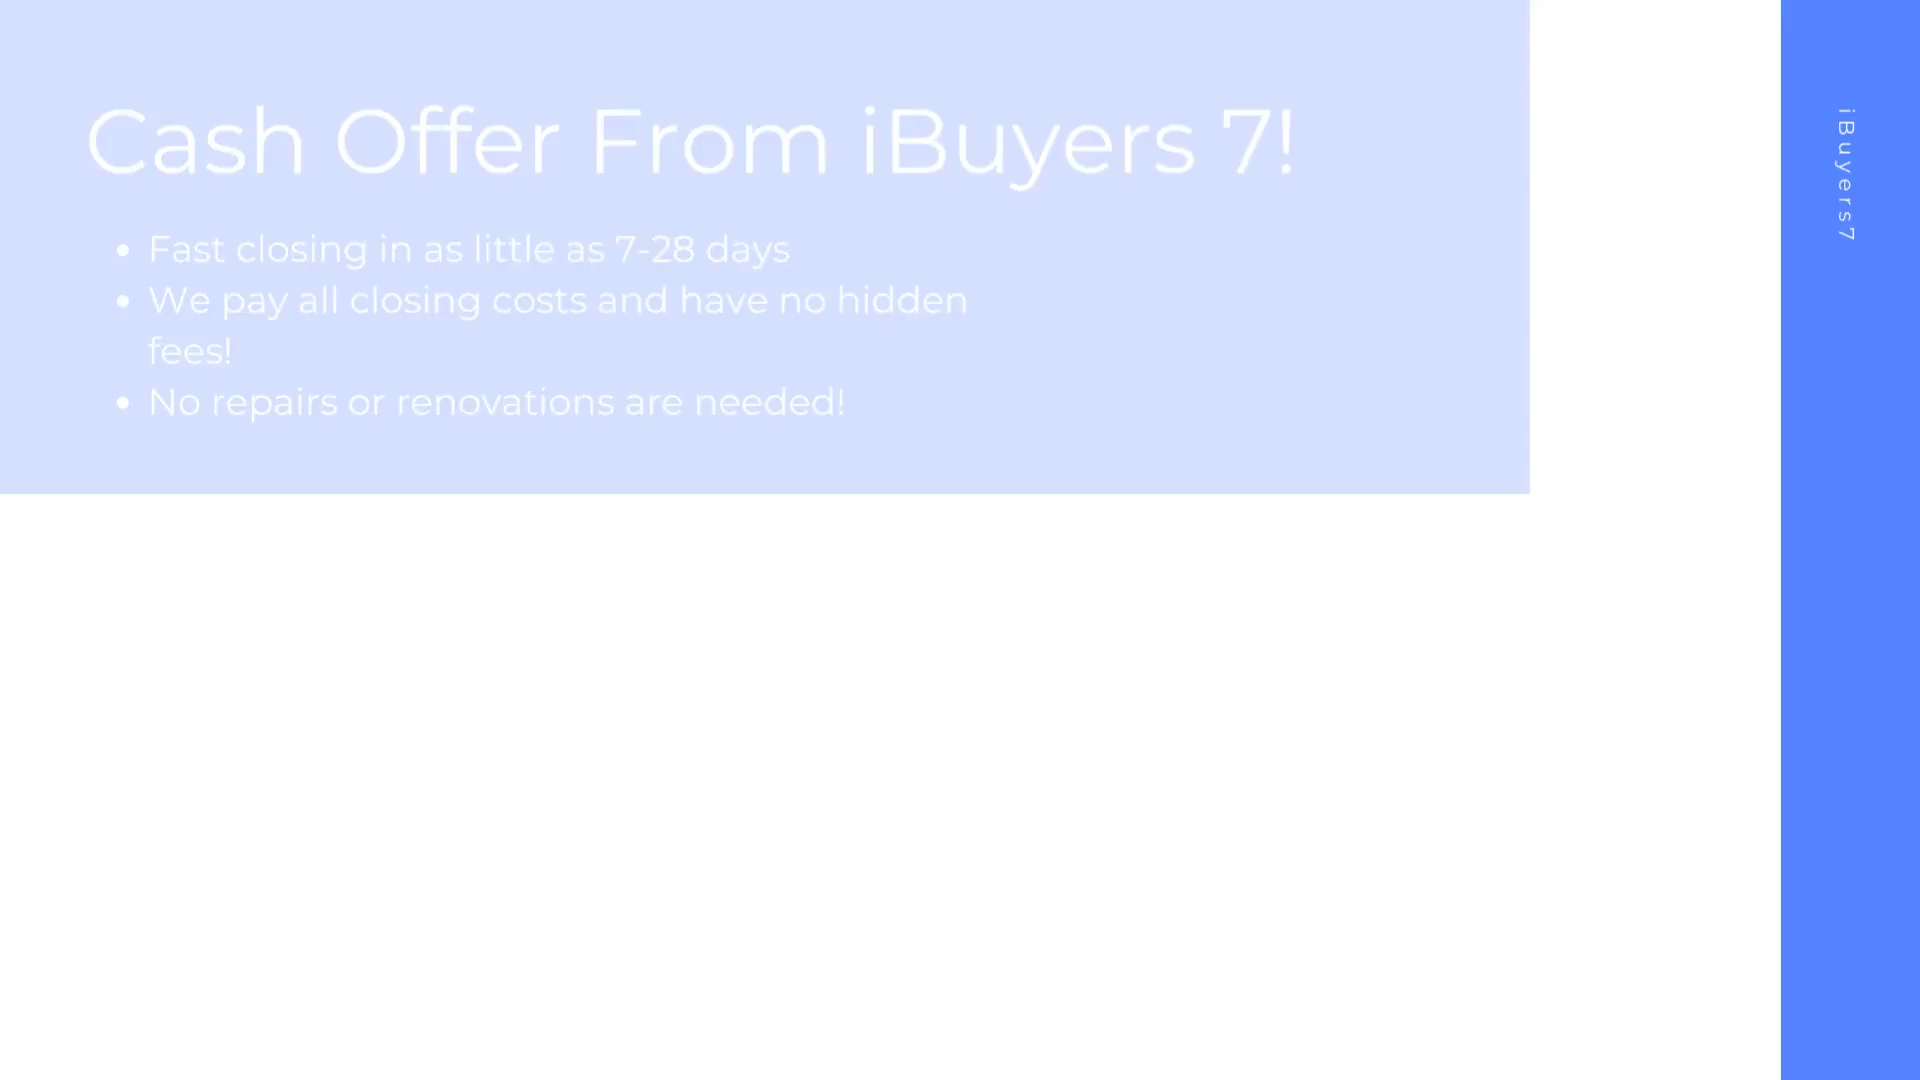 Cash Offer From iBuyers 7!
• Fast closing in as little as 7-28 days
• We pay all closing costs and have no hidden
fees!
• No repairs or renovations are needed!
iBuyers7